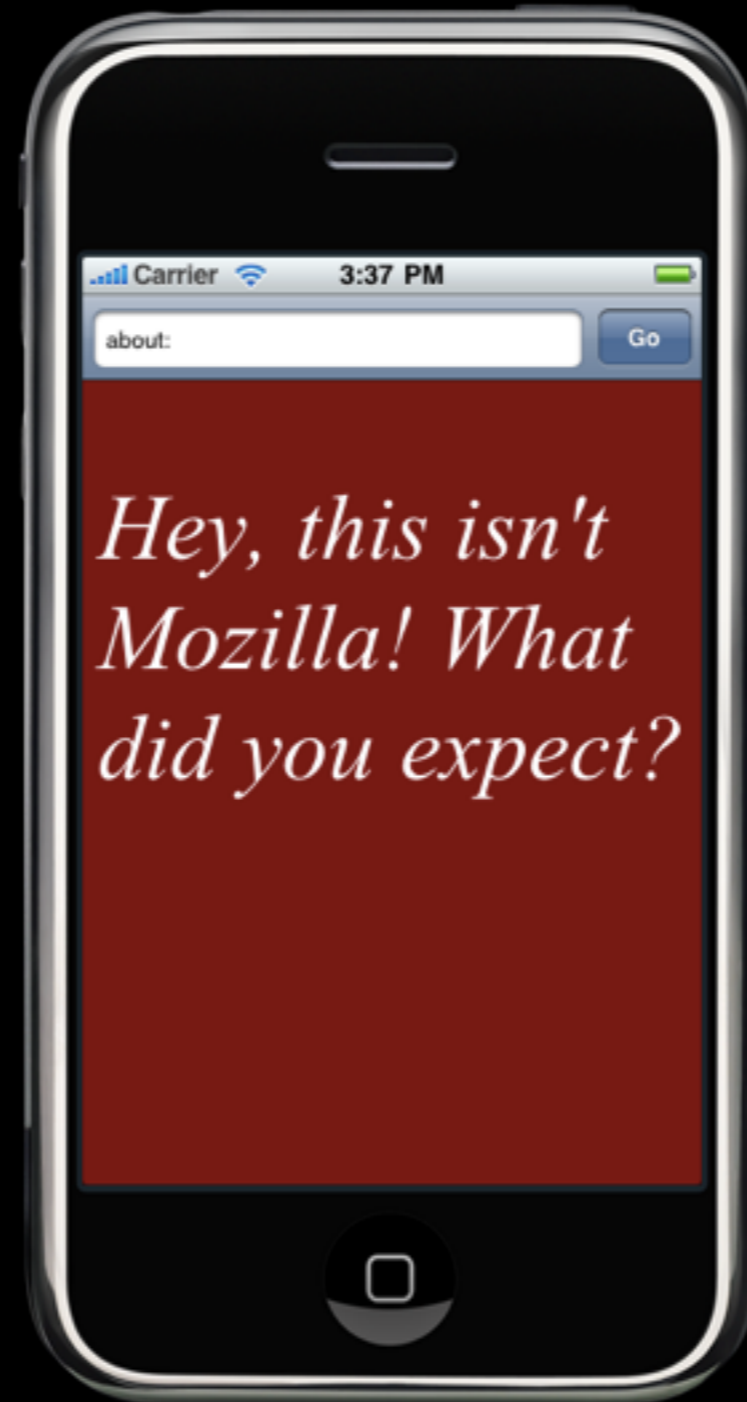 Carrier 3:37 PM
about: Go
Hey, this isn't
Mozilla! What
did you expect?